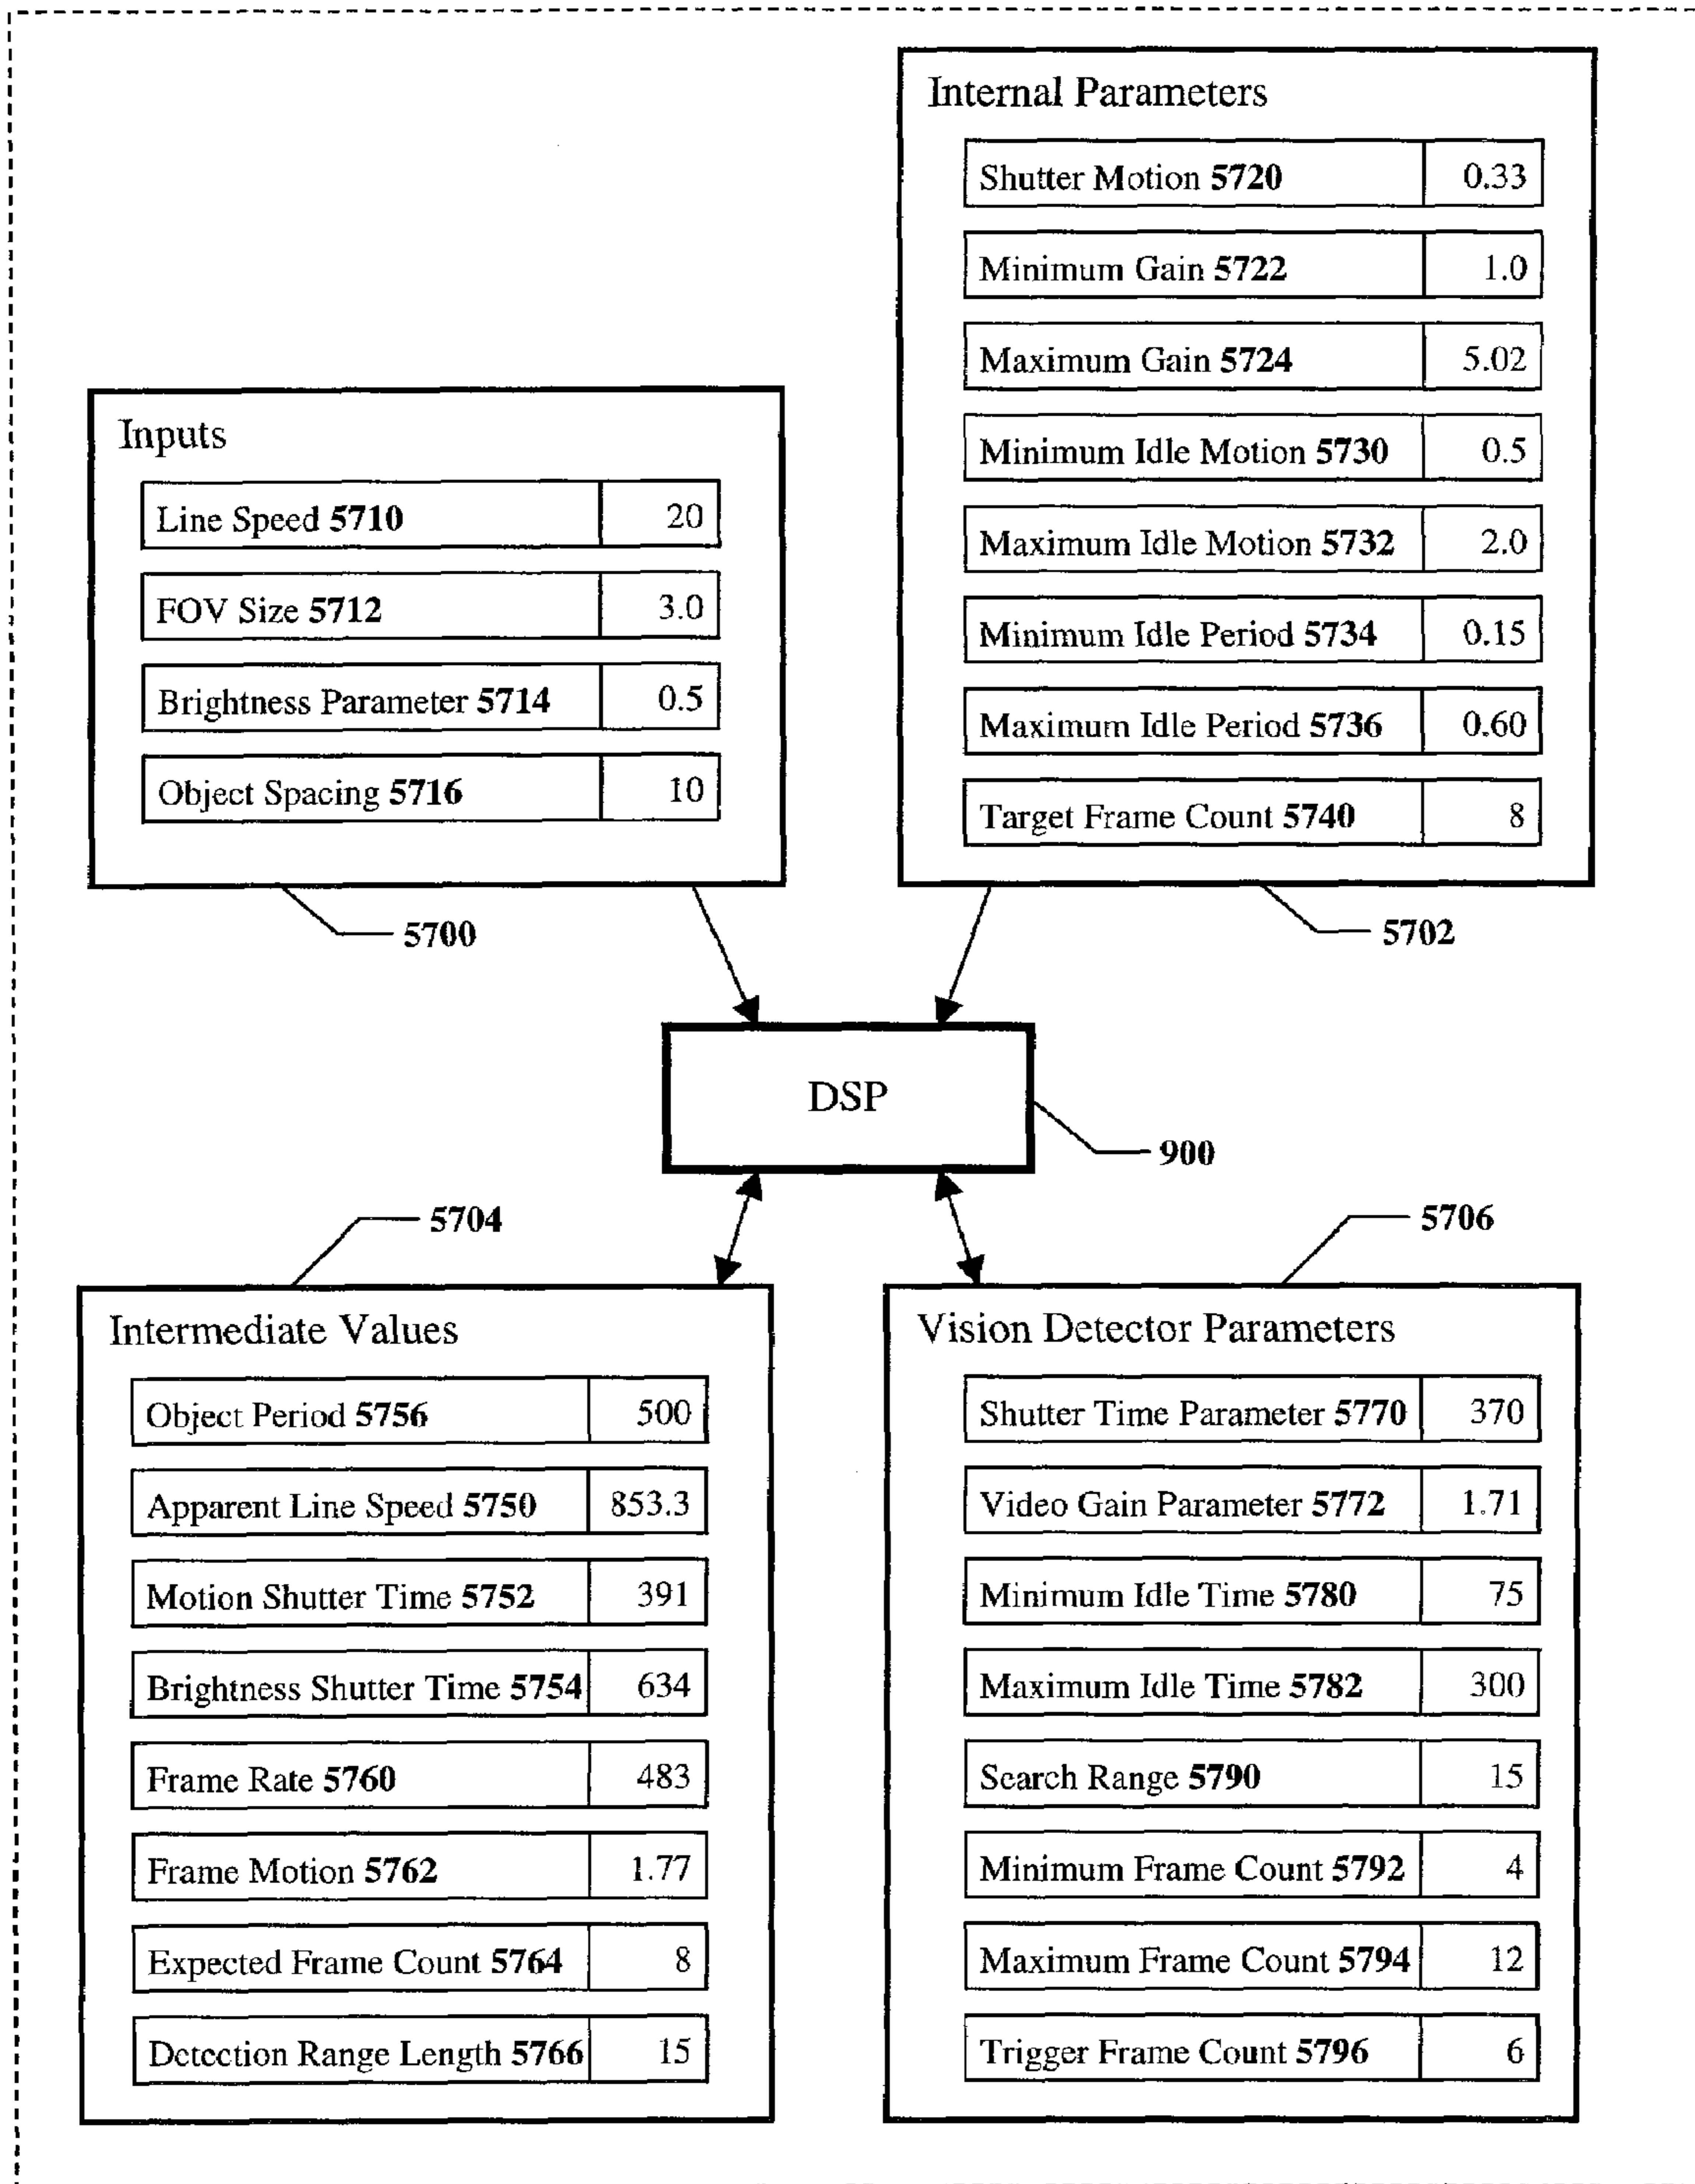 Internal Parameters
Shutter Motion 5720 0.33
Minimum Gain 5722 1.0
Maximum Gain 5724 5.02
Minimum Idle Motion 5730 0.5
Maximum Idle Motion 5732 2.0
Minimum Idle Period 5734 0.15
Maximum Idle Period 5736 0.60
Target Frame Count 5740 8
5702
Inputs
Line Speed 5710 20
FOV Size 5712 3.0
Brightness Parameter 5714 0.5
Object Spacing 5716 10
5700
DSP
900
5704
Intermediate Values
Object Period 5756 500
Apparent Line Speed 5750 853.3
Motion Shutter Time 5752 391
Brightness Shutter Time 5754 634
Frame Rate 5760 483
Frame Motion 5762 1.77
Expected Frame Count 5764 8
Detection Range Length 5766 15
5706
Vision Detector Parameters
Shutter Time Parameter 5770 370
Video Gain Parameter 5772 1.71
Minimum Idle Time 5780 75
Maximum Idle Time 5782 300
Search Range 5790 15
Minimum Frame Count 5792 4
Maximum Frame Count 5794 12
Trigger Frame Count 5796 6